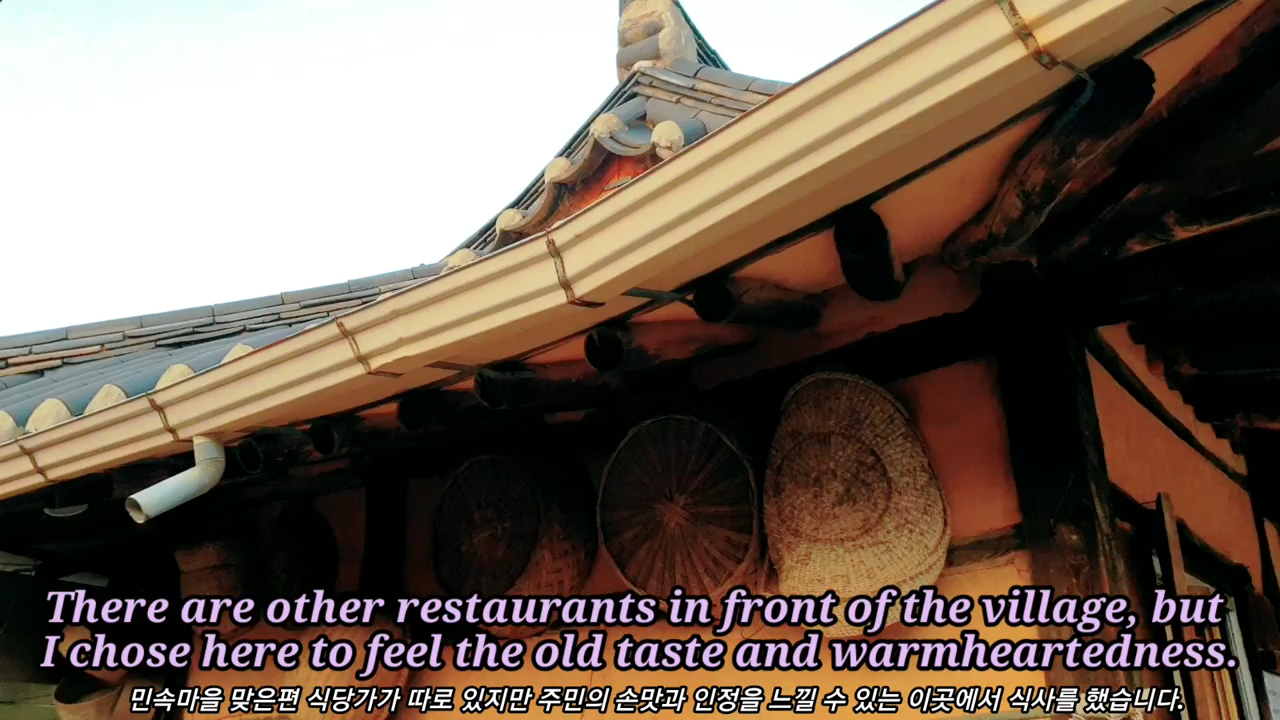 There are other restaurants in front of the village, but
I chose here to feel the old taste and warmheartedness.
민속마을 맞은편 식당가가 따로 있지만 주민의 손맛과 인정을 느낄 수 있는 이곳에서 식사를 했습니다.